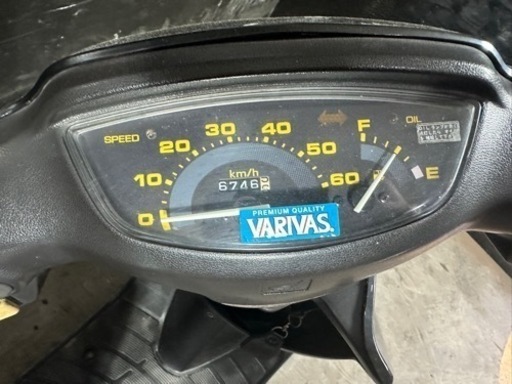 SPEED
0
10
20
30
40
50
60
km/h
6746
F
OIL
E
PREMIUM QUALITY
VARIVAS.